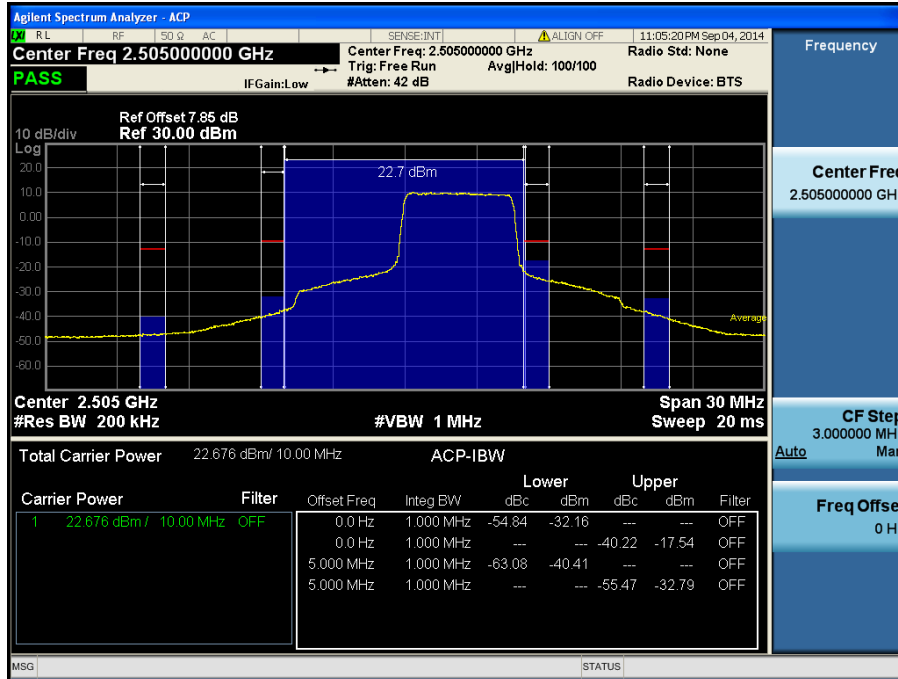 Agilent Spectrum Analyzer - ACP
LXI RL RF 50 Ω AC SENSE:INT ALIGN OFF 11:05:20 PM Sep 04, 2014
Center Freq 2.505000000 GHz
Center Freq: 2.505000000 GHz Radio Std: None
Trig: Free Run Avg|Hold: 100/100
PASS IFGain:Low #Atten: 42 dB Radio Device: BTS
Ref Offset 7.85 dB
10 dB/div Ref 30.00 dBm
Log
20.0
10.0
0.00
-10.0
-20.0
-30.0
-40.0
-50.0
-60.0
22.7 dBm
Average
Center 2.505 GHz Span 30 MHz
#Res BW 200 kHz #VBW 1 MHz Sweep 20 ms
Total Carrier Power 22.676 dBm/ 10.00 MHz ACP-IBW
Lower Upper
Carrier Power Filter Offset Freq Integ BW dBc dBm dBc dBm Filter
1 22.676 dBm / 10.00 MHz OFF 0.0 Hz 1.000 MHz -54.84 -32.16 --- --- OFF
0.0 Hz 1.000 MHz --- --- -40.22 -17.54 OFF
5.000 MHz 1.000 MHz -63.08 -40.41 --- --- OFF
5.000 MHz 1.000 MHz --- --- -55.47 -32.79 OFF
MSG STATUS
Frequency
Center Freq
2.505000000 GH
CF Step
3.000000 MH
Auto Man
Freq Offse
0 H